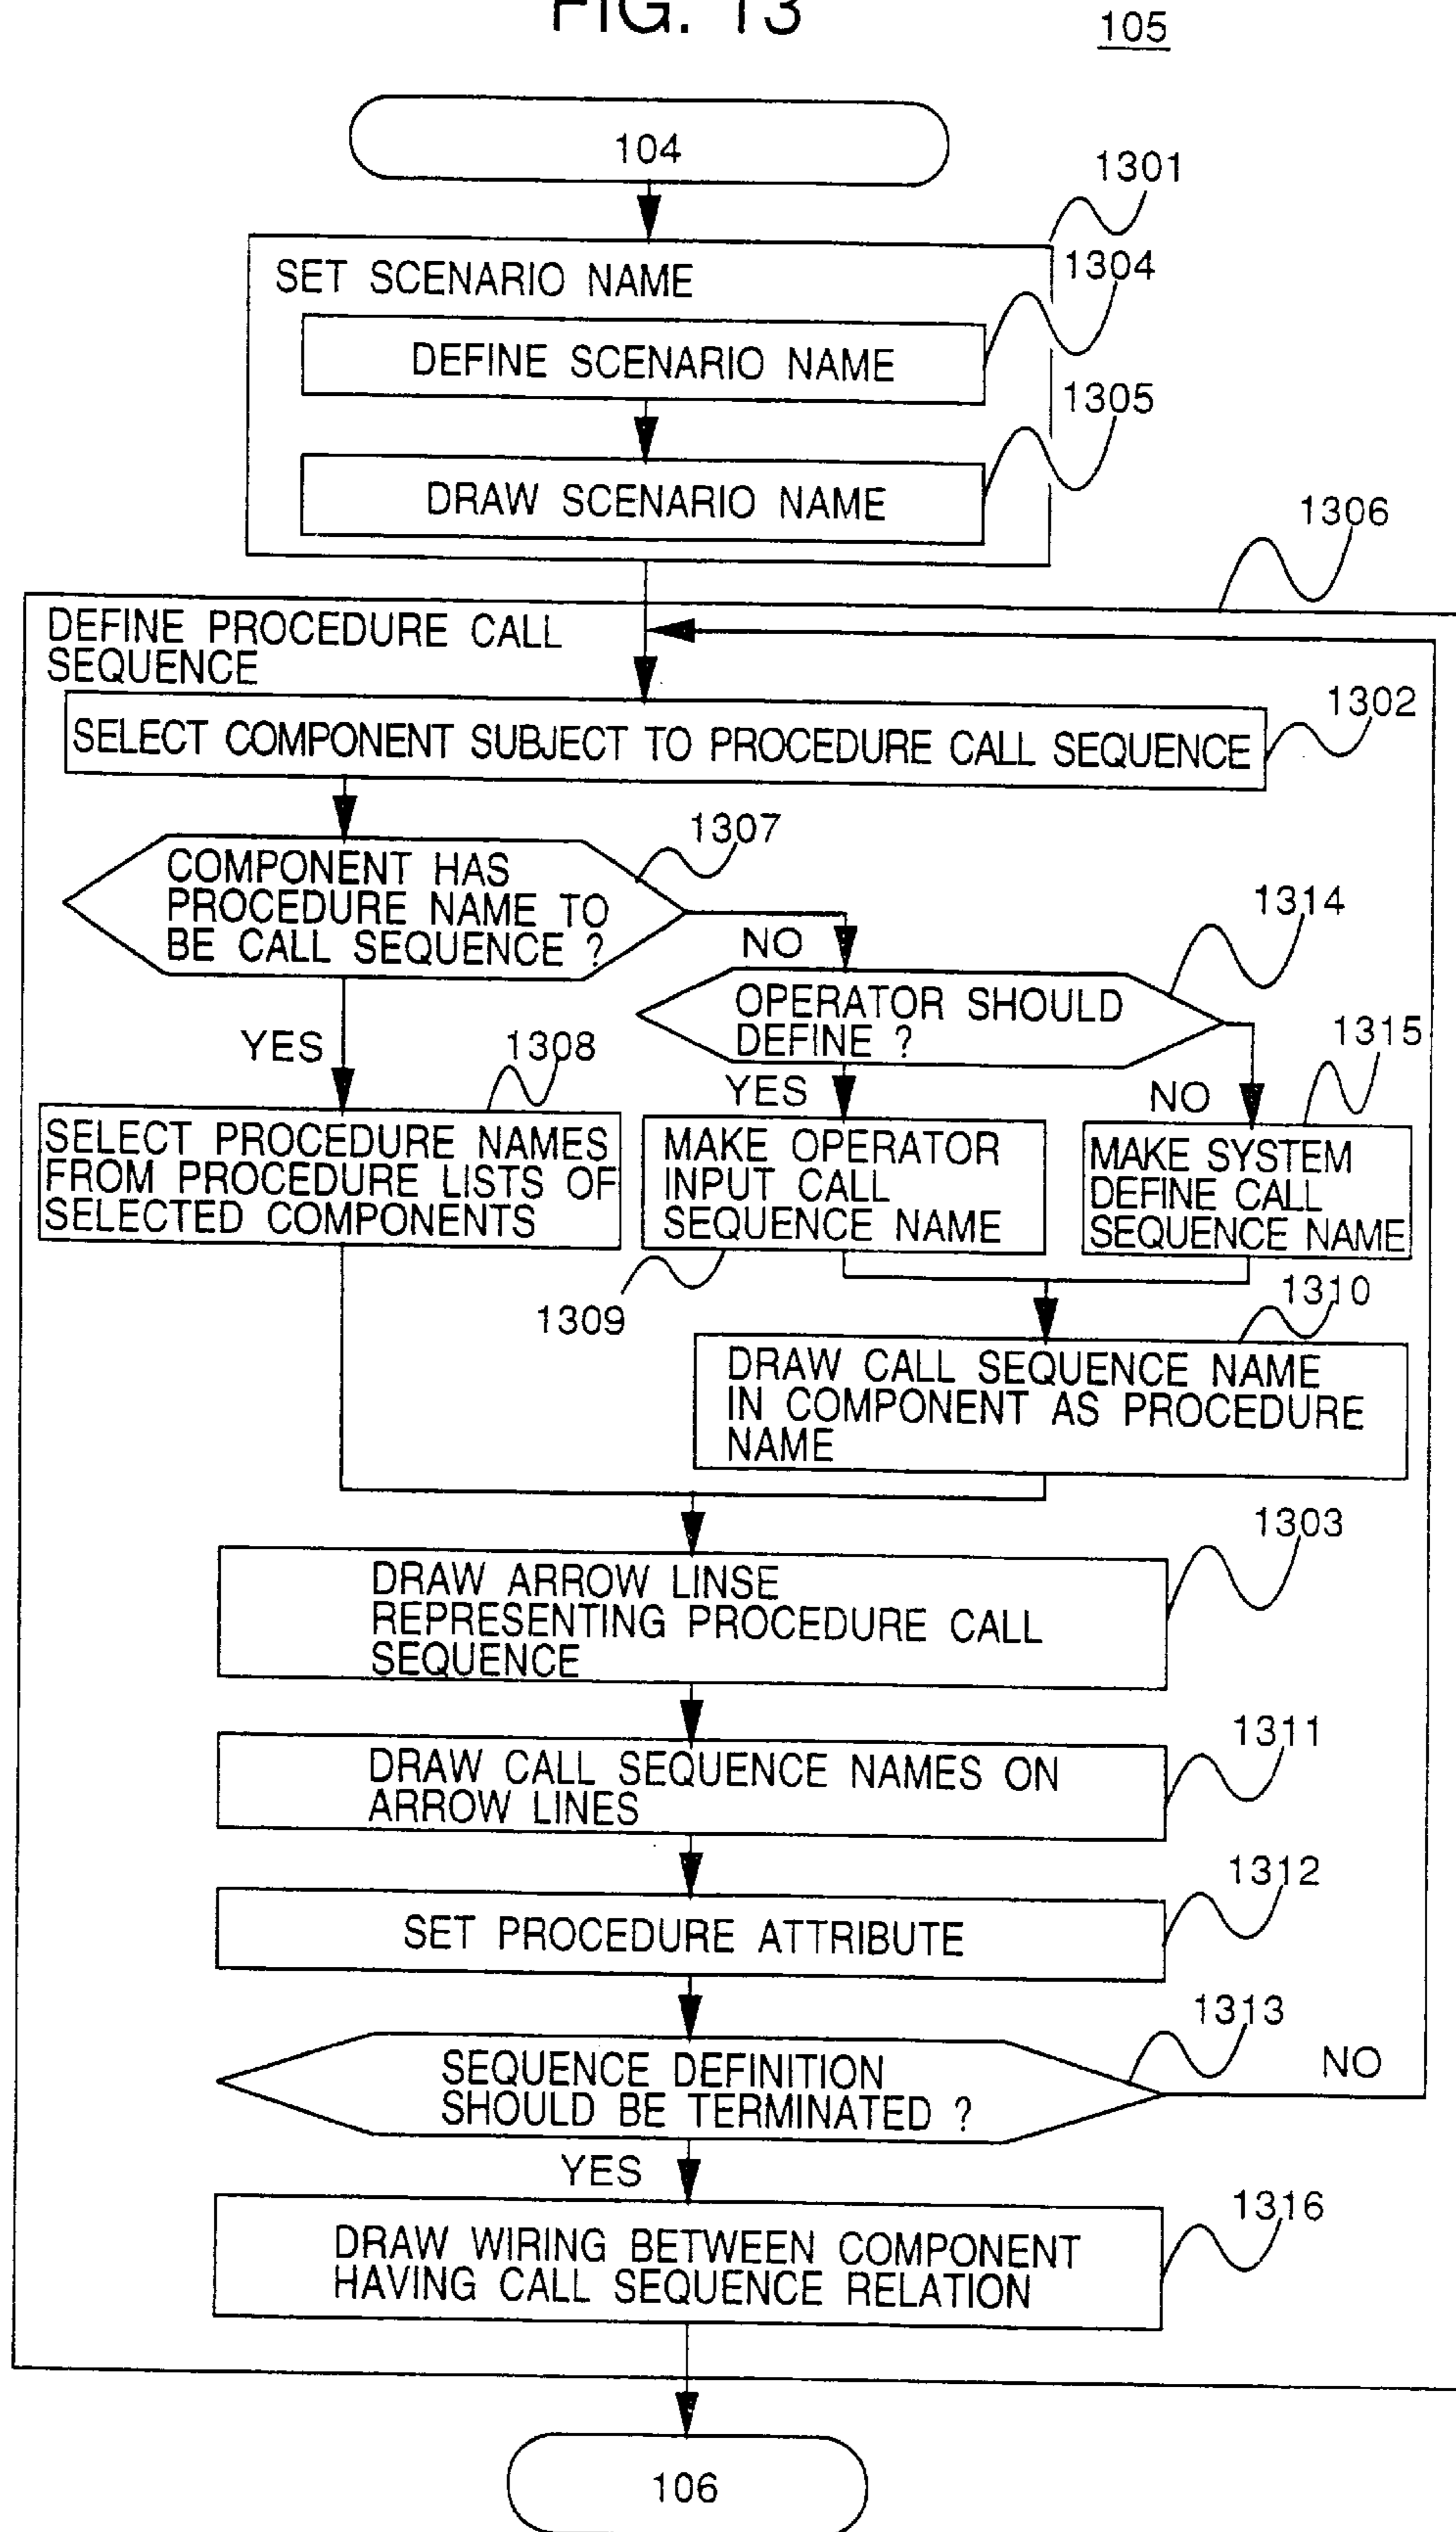 FIG. 13
105
104
1301
SET SCENARIO NAME
1304
DEFINE SCENARIO NAME
1305
DRAW SCENARIO NAME
1306
DEFINE PROCEDURE CALL
SEQUENCE
1302
SELECT COMPONENT SUBJECT TO PROCEDURE CALL SEQUENCE
1307
COMPONENT HAS
PROCEDURE NAME TO
BE CALL SEQUENCE ?
1314
NO
OPERATOR SHOULD
DEFINE ?
YES
1308
YES
NO
1315
SELECT PROCEDURE NAMES
FROM PROCEDURE LISTS OF
SELECTED COMPONENTS
MAKE OPERATOR
INPUT CALL
SEQUENCE NAME
MAKE SYSTEM
DEFINE CALL
SEQUENCE NAME
1309
1310
DRAW CALL SEQUENCE NAME
IN COMPONENT AS PROCEDURE
NAME
1303
DRAW ARROW LINSE
REPRESENTING PROCEDURE CALL
SEQUENCE
1311
DRAW CALL SEQUENCE NAMES ON
ARROW LINES
1312
SET PROCEDURE ATTRIBUTE
1313
SEQUENCE DEFINITION
SHOULD BE TERMINATED ?
NO
YES
1316
DRAW WIRING BETWEEN COMPONENT
HAVING CALL SEQUENCE RELATION
106